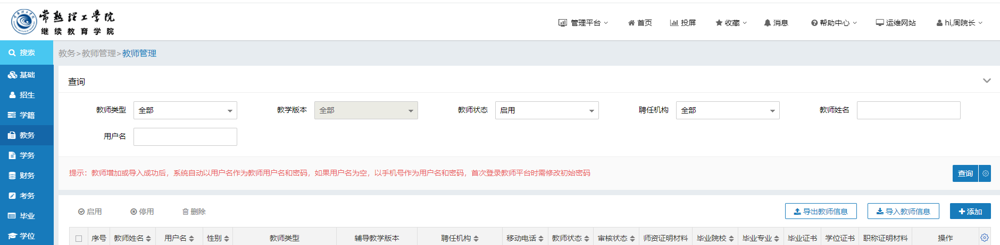 常熟理工学院
继续教育学院
管理平台 首页 投屏 收藏 消息 帮助中心 运维网站 hi,周院长
搜索
教务>教师管理>教师管理
基础
招生
学籍
教务
学务
财务
考务
毕业
学位
查询
教师类型 全部 教学版本 全部 教师状态 启用 聘任机构 全部 教师姓名
用户名
提示：教师增加或导入成功后，系统自动以用户名作为教师用户名和密码，如果用户名为空，以手机号作为用户名和密码，首次登录教师平台时需修改初始密码
查询
启用 停用 删除 导出教师信息 导入教师信息 添加
序号 教师姓名 用户名 性别 教师类型 辅导教学版本 聘任机构 移动电话 教师状态 审核状态 师资证明材料 毕业院校 毕业专业 毕业证书 学位证书 职称证明材料 操作